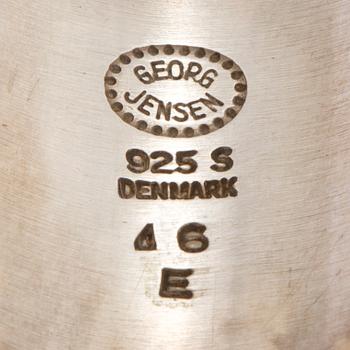 GEORG
JENSEN
925 S
DENMARK
46
E